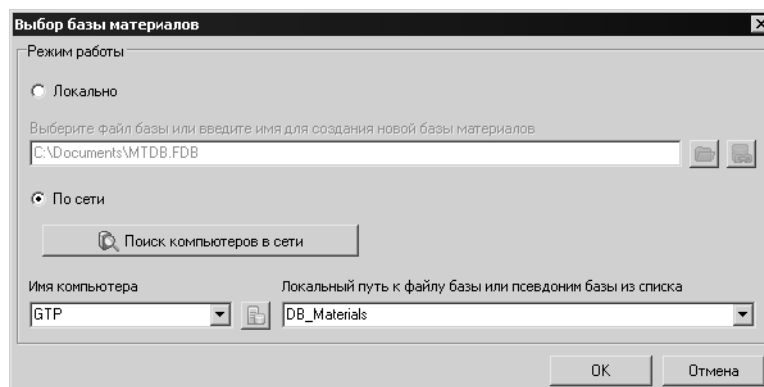 Выбор базы материалов
Режим работы
Локально
Выберите файл базы или введите имя для создания новой базы материалов
C:\Documents\MTDB.FDB
По сети
Поиск компьютеров в сети
Имя компьютера
Локальный путь к файлу базы или псевдоним базы из списка
GTP
DB_Materials
OK
Отмена